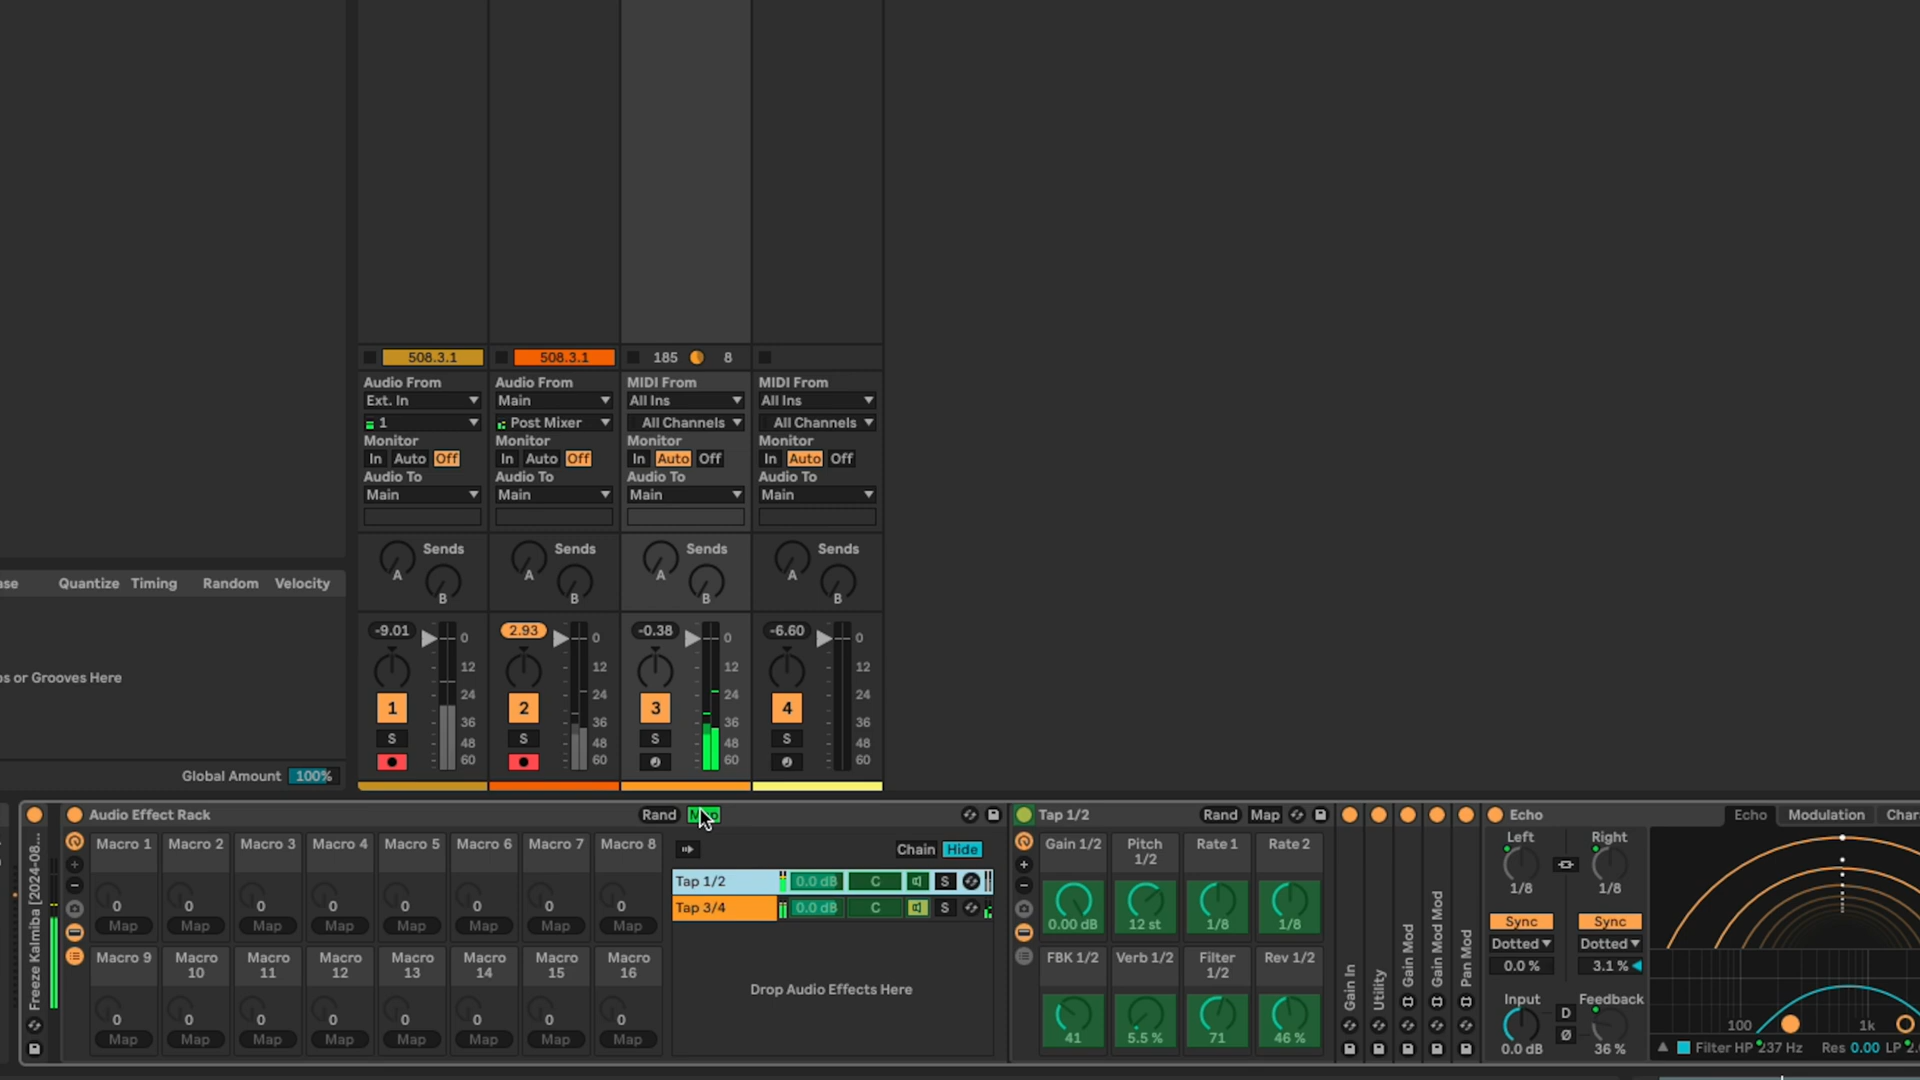 508.3.1
508.3.1
185 8
Audio From
Audio From
MIDI From
MIDI From
Ext. In
Main
All Ins
All Ins
1
Post Mixer
All Channels
All Channels
Monitor
Monitor
Monitor
Monitor
In Auto Off
In Auto Off
In Auto Off
In Auto Off
Audio To
Audio To
Audio To
Audio To
Main
Main
Main
Main
Sends
Sends
Sends
Sends
A
A
A
A
B
B
B
B
Quantize Timing Random Velocity
or Grooves Here
Global Amount 100%
-9.01
2.93
-0.38
-6.60
0
12
24
36
48
60
0
12
24
36
48
60
0
12
24
36
48
60
0
12
24
36
48
60
1
2
3
4
S
S
S
S
Freeze Kalmiba [2024-08...
Audio Effect Rack
Rand
Macro 1 Macro 2 Macro 3 Macro 4 Macro 5 Macro 6 Macro 7 Macro 8
0 0 0 0 0 0 0 0
Map Map Map Map Map Map Map Map
Macro 9 Macro 10 Macro 11 Macro 12 Macro 13 Macro 14 Macro 15 Macro 16
0 0 0 0 0 0 0 0
Map Map Map Map Map Map Map Map
Chain Hide
Tap 1/2 0.0 dB C S
Tap 3/4 0.0 dB C S
Drop Audio Effects Here
Tap 1/2 Rand Map
Gain 1/2 Pitch 1/2 Rate 1 Rate 2
0.00 dB 12 st 1/8 1/8
FBK 1/2 Verb 1/2 Filter 1/2 Rev 1/2
41 5.5 % 71 46 %
Gain In
Utility
Gain Mod
Gain Mod Mod
Pan Mod
Echo
Echo Modulation
Left Right
1/8 1/8
Sync Sync
Dotted Dotted
0.0 % 3.1 %
Input Feedback
D
Ø
0.0 dB 36 %
100 1k
Filter HP 237 Hz Res 0.00 LP